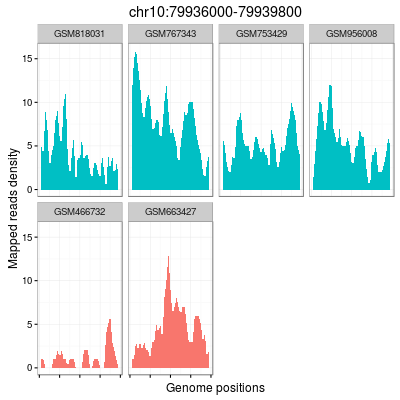 chr10:79936000-79939800
GSM818031 GSM767343 GSM753429 GSM956008
15
10
5
0
GSM466732 GSM663427
15
10
5
0
Mapped reads density
Genome positions